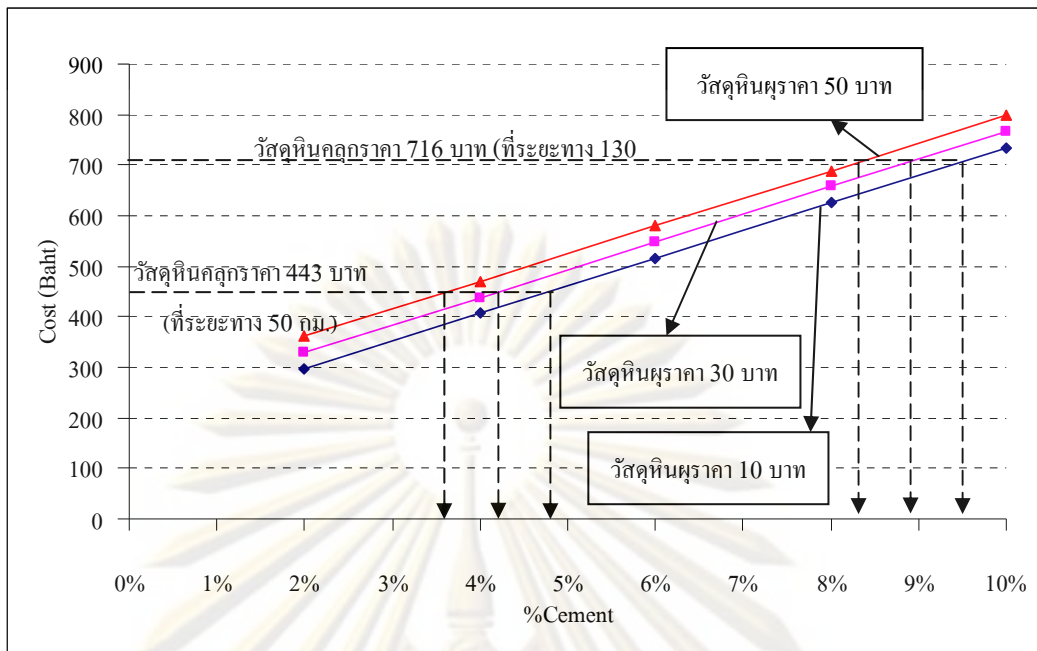 วัสดุหินผุราคา 50 บาท
วัสดุหินคลุกราคา 716 บาท (ที่ระยะทาง 130
วัสดุหินคลุกราคา 443 บาท
(ที่ระยะทาง 50 กม.)
วัสดุหินผุราคา 30 บาท
วัสดุหินผุราคา 10 บาท
Cost (Baht)
900
800
700
600
500
400
300
200
100
0
0% 1% 2% 3% 4% 5% 6% 7% 8% 9% 10%
%Cement